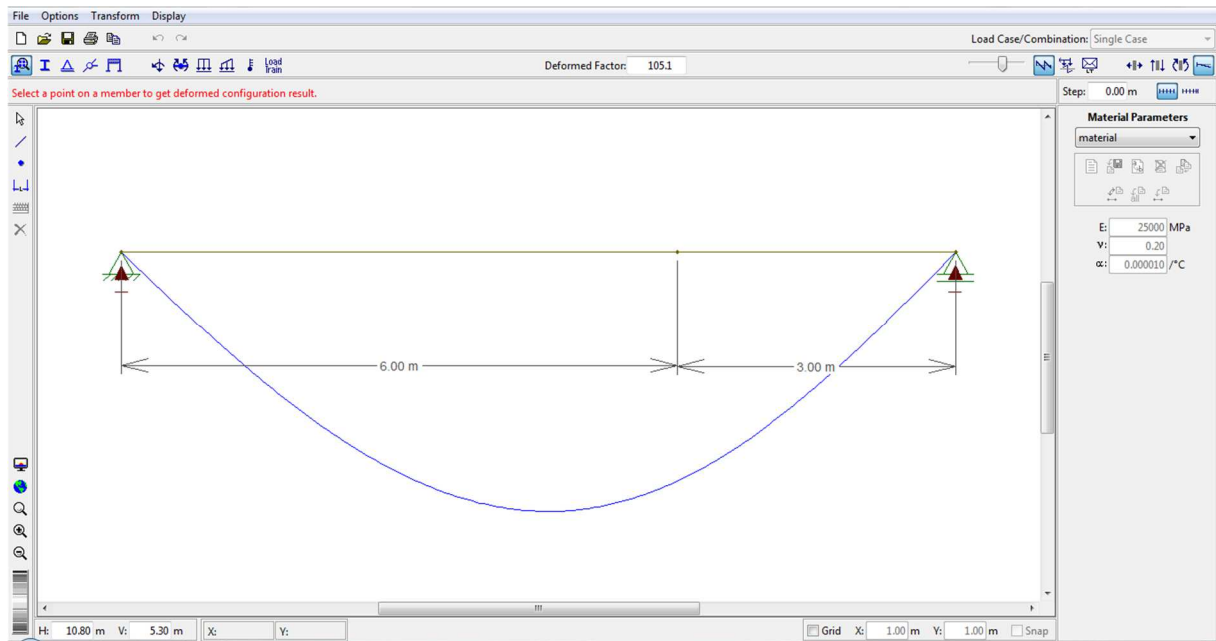 File Options Transform Display
Load Case/Combination: Single Case
Load Train
Deformed Factor: 105.1
Select a point on a member to get deformed configuration result.
Step: 0.00 m
Material Parameters
material
E: 25000 MPa
ν: 0.20
α: 0.000010 /°C
6.00 m
3.00 m
H: 10.80 m V: 5.30 m X: Y:
Grid X: 1.00 m Y: 1.00 m Snap